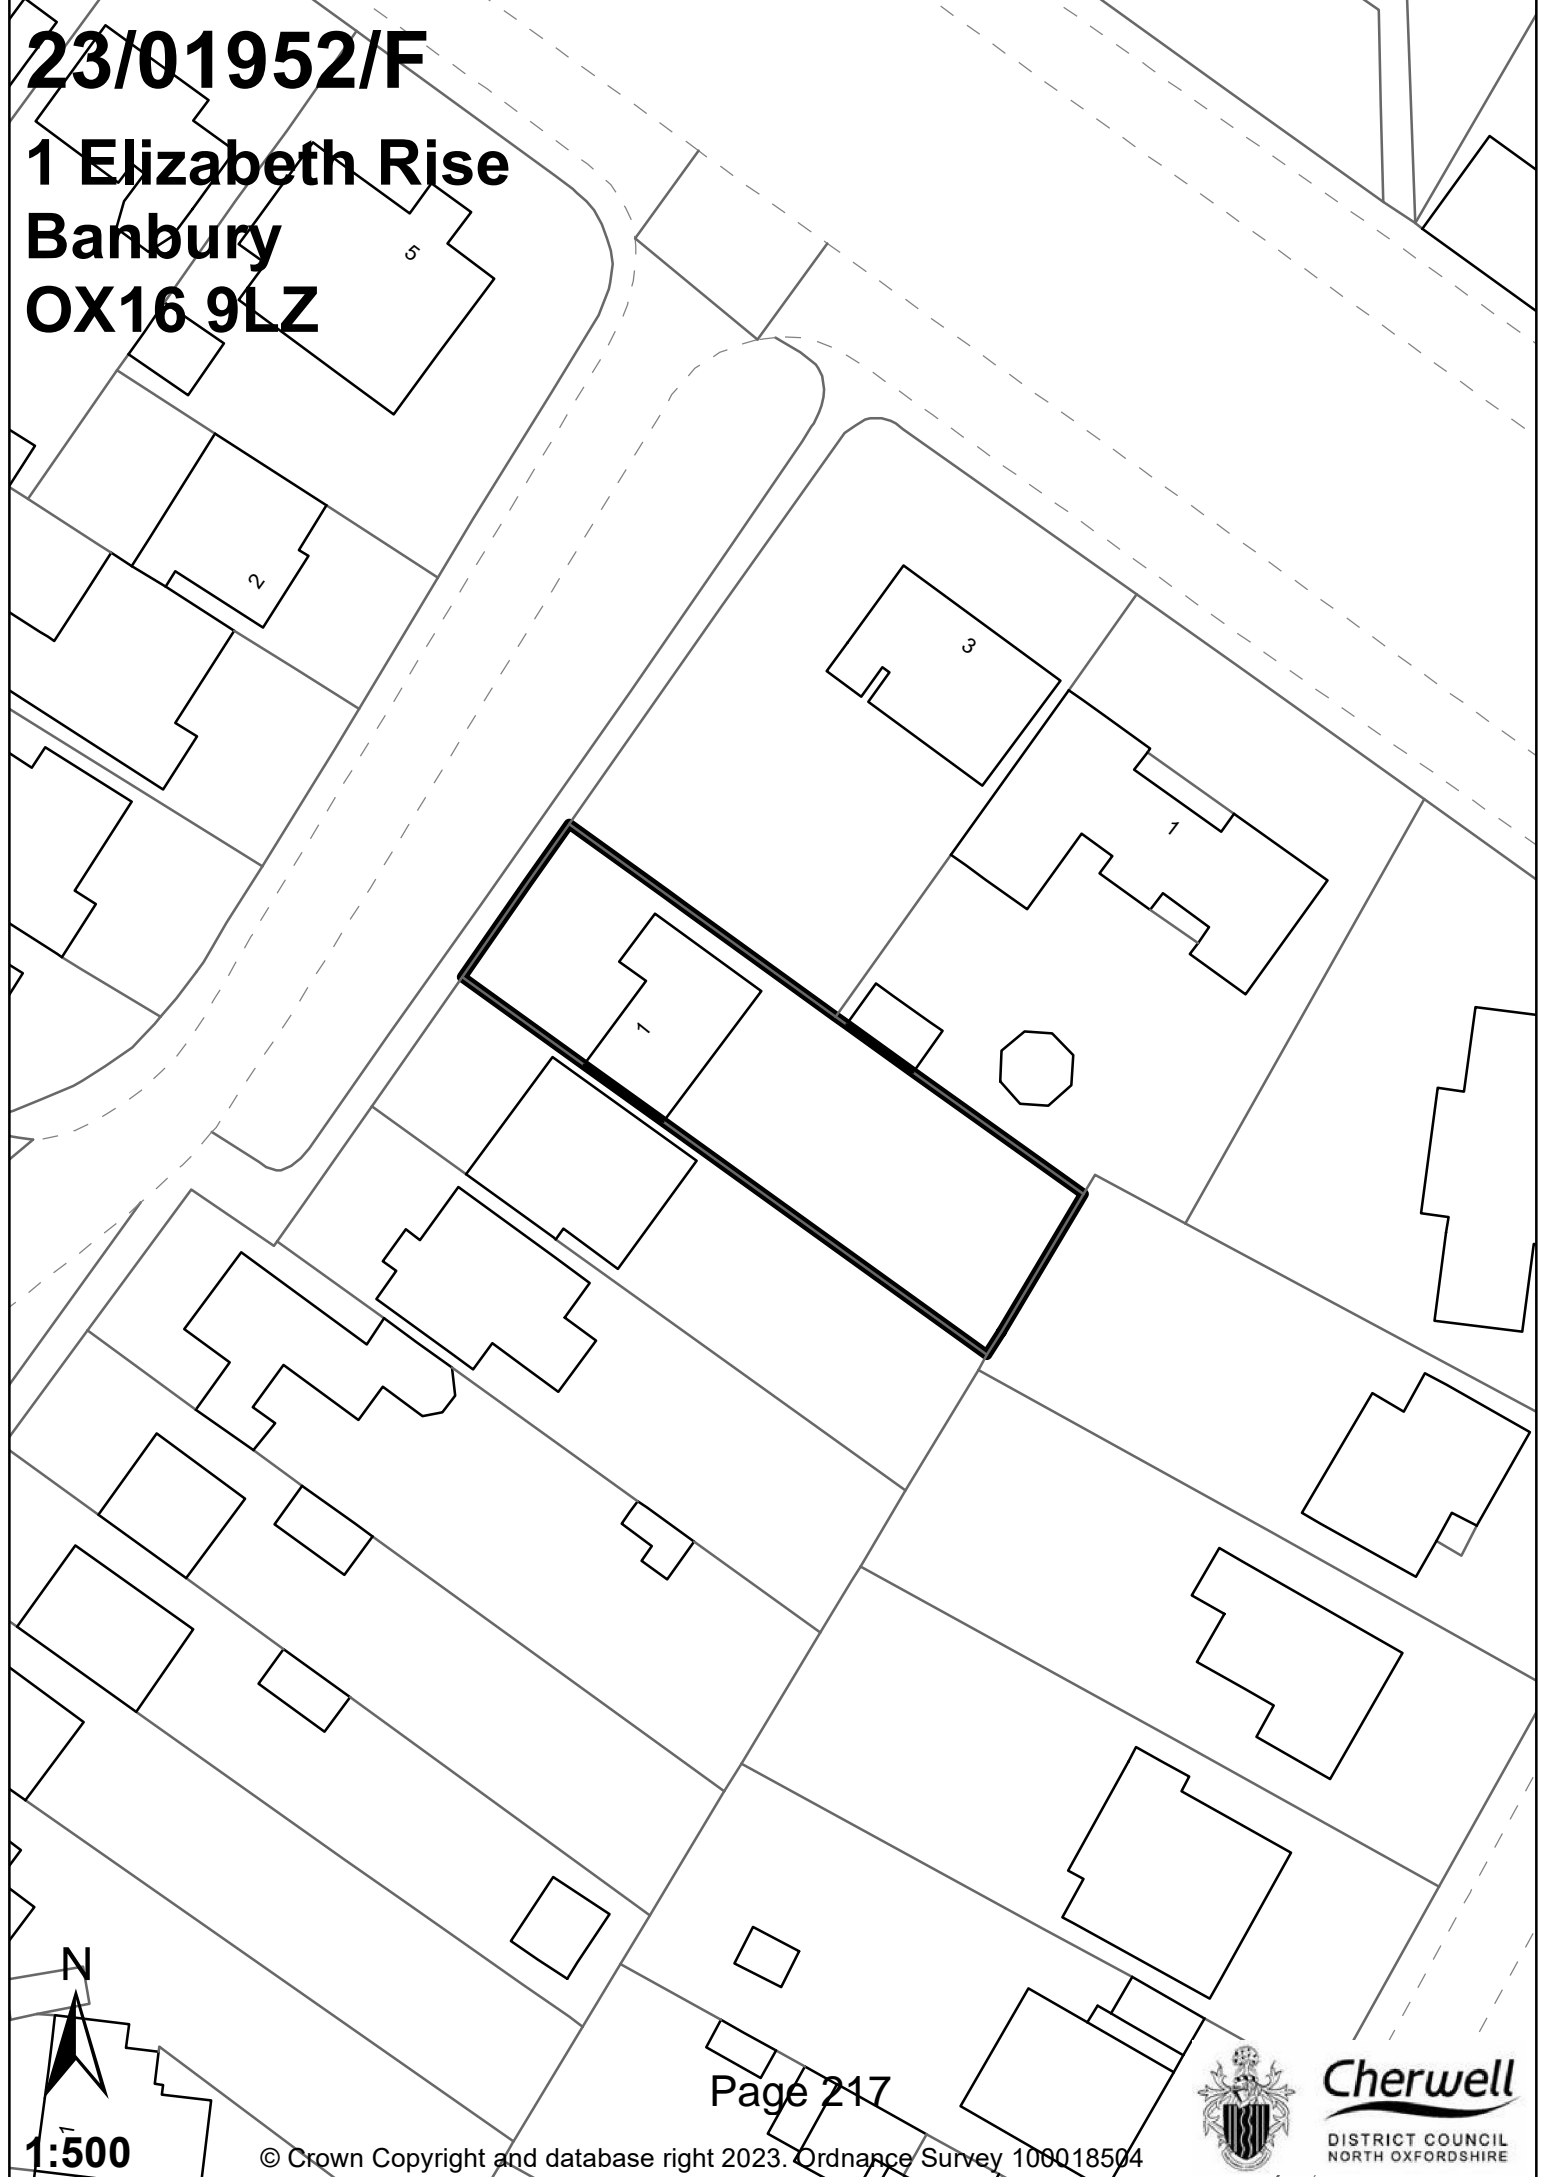 23/01952/F
1 Elizabeth Rise
Banbury
OX16 9LZ
5
2
3
1
1
N
1
Page 217
1:500
© Crown Copyright and database right 2023. Ordnance Survey 100018504
Cherwell
DISTRICT COUNCIL
NORTH OXFORDSHIRE